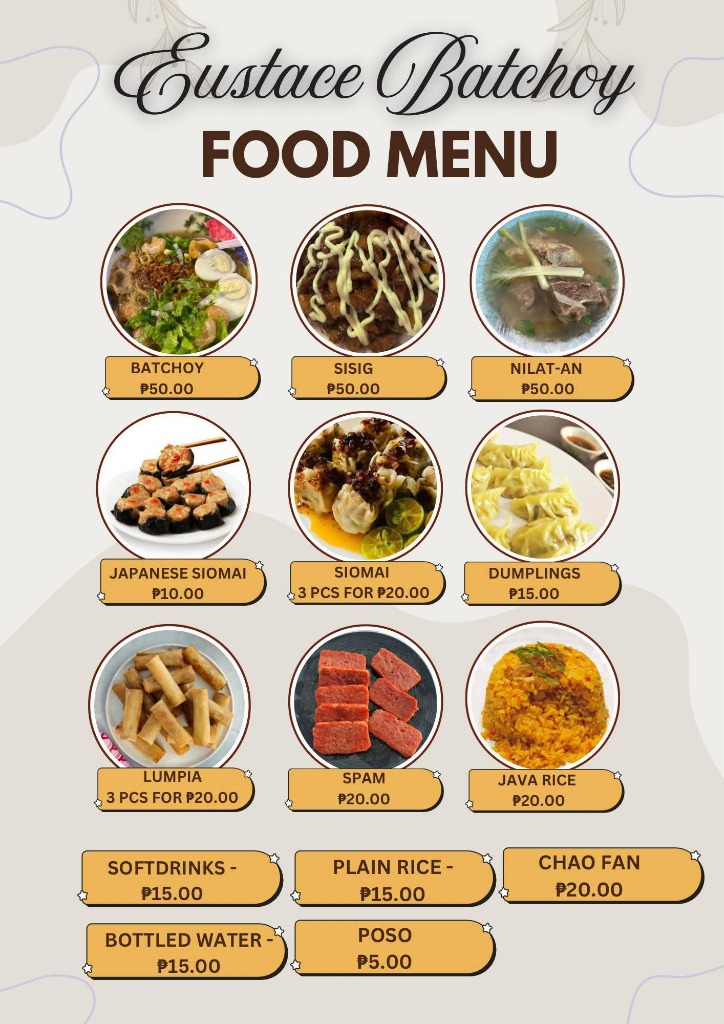 Eustace Batchoy
FOOD MENU
BATCHOY
₱50.00
SISIG
₱50.00
NILAT-AN
₱50.00
JAPANESE SIOMAI
₱10.00
SIOMAI
3 PCS FOR ₱20.00
DUMPLINGS
₱15.00
LUMPIA
3 PCS FOR ₱20.00
SPAM
₱20.00
JAVA RICE
₱20.00
SOFTDRINKS -
₱15.00
PLAIN RICE -
₱15.00
CHAO FAN
₱20.00
BOTTLED WATER -
₱15.00
POSO
₱5.00